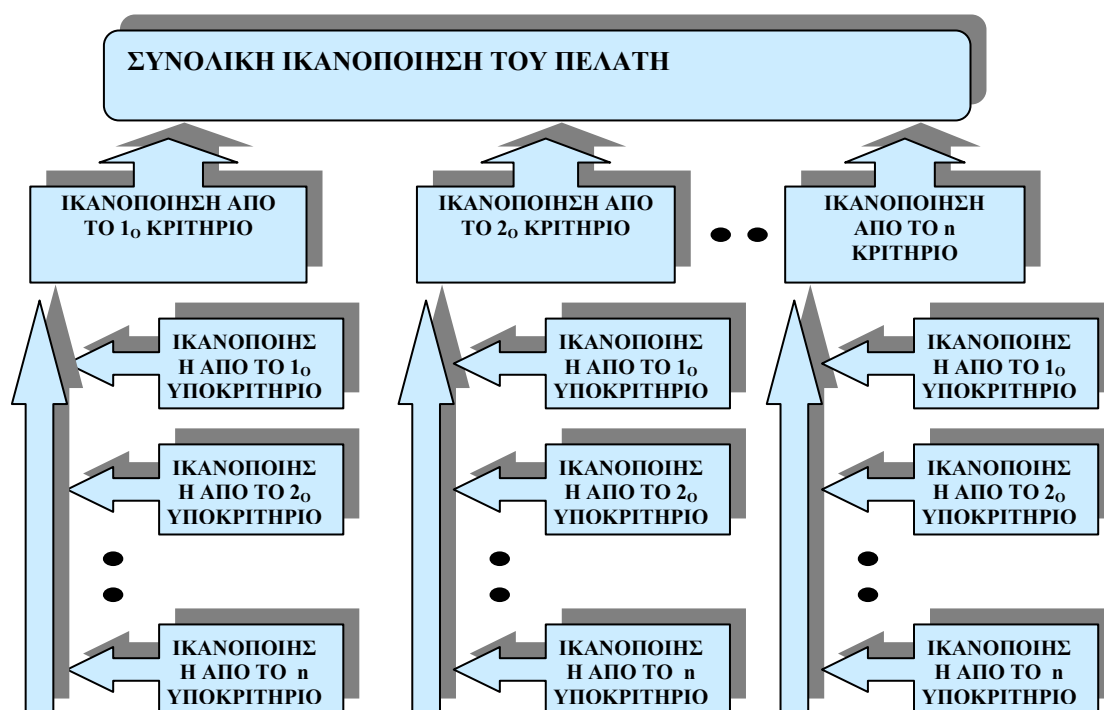 ΣΥΝΟΛΙΚΗ ΙΚΑΝΟΠΟΙΗΣΗ ΤΟΥ ΠΕΛΑΤΗ
ΙΚΑΝΟΠΟΙΗΣΗ ΑΠΟ
ΤΟ 1Ο ΚΡΙΤΗΡΙΟ
ΙΚΑΝΟΠΟΙΗΣΗ ΑΠΟ
ΤΟ 2Ο ΚΡΙΤΗΡΙΟ
ΙΚΑΝΟΠΟΙΗΣΗ
ΑΠΟ ΤΟ n
ΚΡΙΤΗΡΙΟ
ΙΚΑΝΟΠΟΙΗΣ
Η ΑΠΟ ΤΟ 1Ο
ΥΠΟΚΡΙΤΗΡΙΟ
ΙΚΑΝΟΠΟΙΗΣ
Η ΑΠΟ ΤΟ 1Ο
ΥΠΟΚΡΙΤΗΡΙΟ
ΙΚΑΝΟΠΟΙΗΣ
Η ΑΠΟ ΤΟ 1Ο
ΥΠΟΚΡΙΤΗΡΙΟ
ΙΚΑΝΟΠΟΙΗΣ
Η ΑΠΟ ΤΟ 2Ο
ΥΠΟΚΡΙΤΗΡΙΟ
ΙΚΑΝΟΠΟΙΗΣ
Η ΑΠΟ ΤΟ 2Ο
ΥΠΟΚΡΙΤΗΡΙΟ
ΙΚΑΝΟΠΟΙΗΣ
Η ΑΠΟ ΤΟ 2Ο
ΥΠΟΚΡΙΤΗΡΙΟ
ΙΚΑΝΟΠΟΙΗΣ
Η ΑΠΟ ΤΟ n
ΥΠΟΚΡΙΤΗΡΙΟ
ΙΚΑΝΟΠΟΙΗΣ
Η ΑΠΟ ΤΟ n
ΥΠΟΚΡΙΤΗΡΙΟ
ΙΚΑΝΟΠΟΙΗΣ
Η ΑΠΟ ΤΟ n
ΥΠΟΚΡΙΤΗΡΙΟ